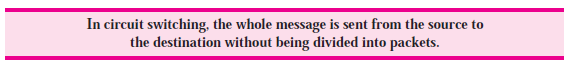 In circuit switching, the whole message is sent from the source to
the destination without being divided into packets.